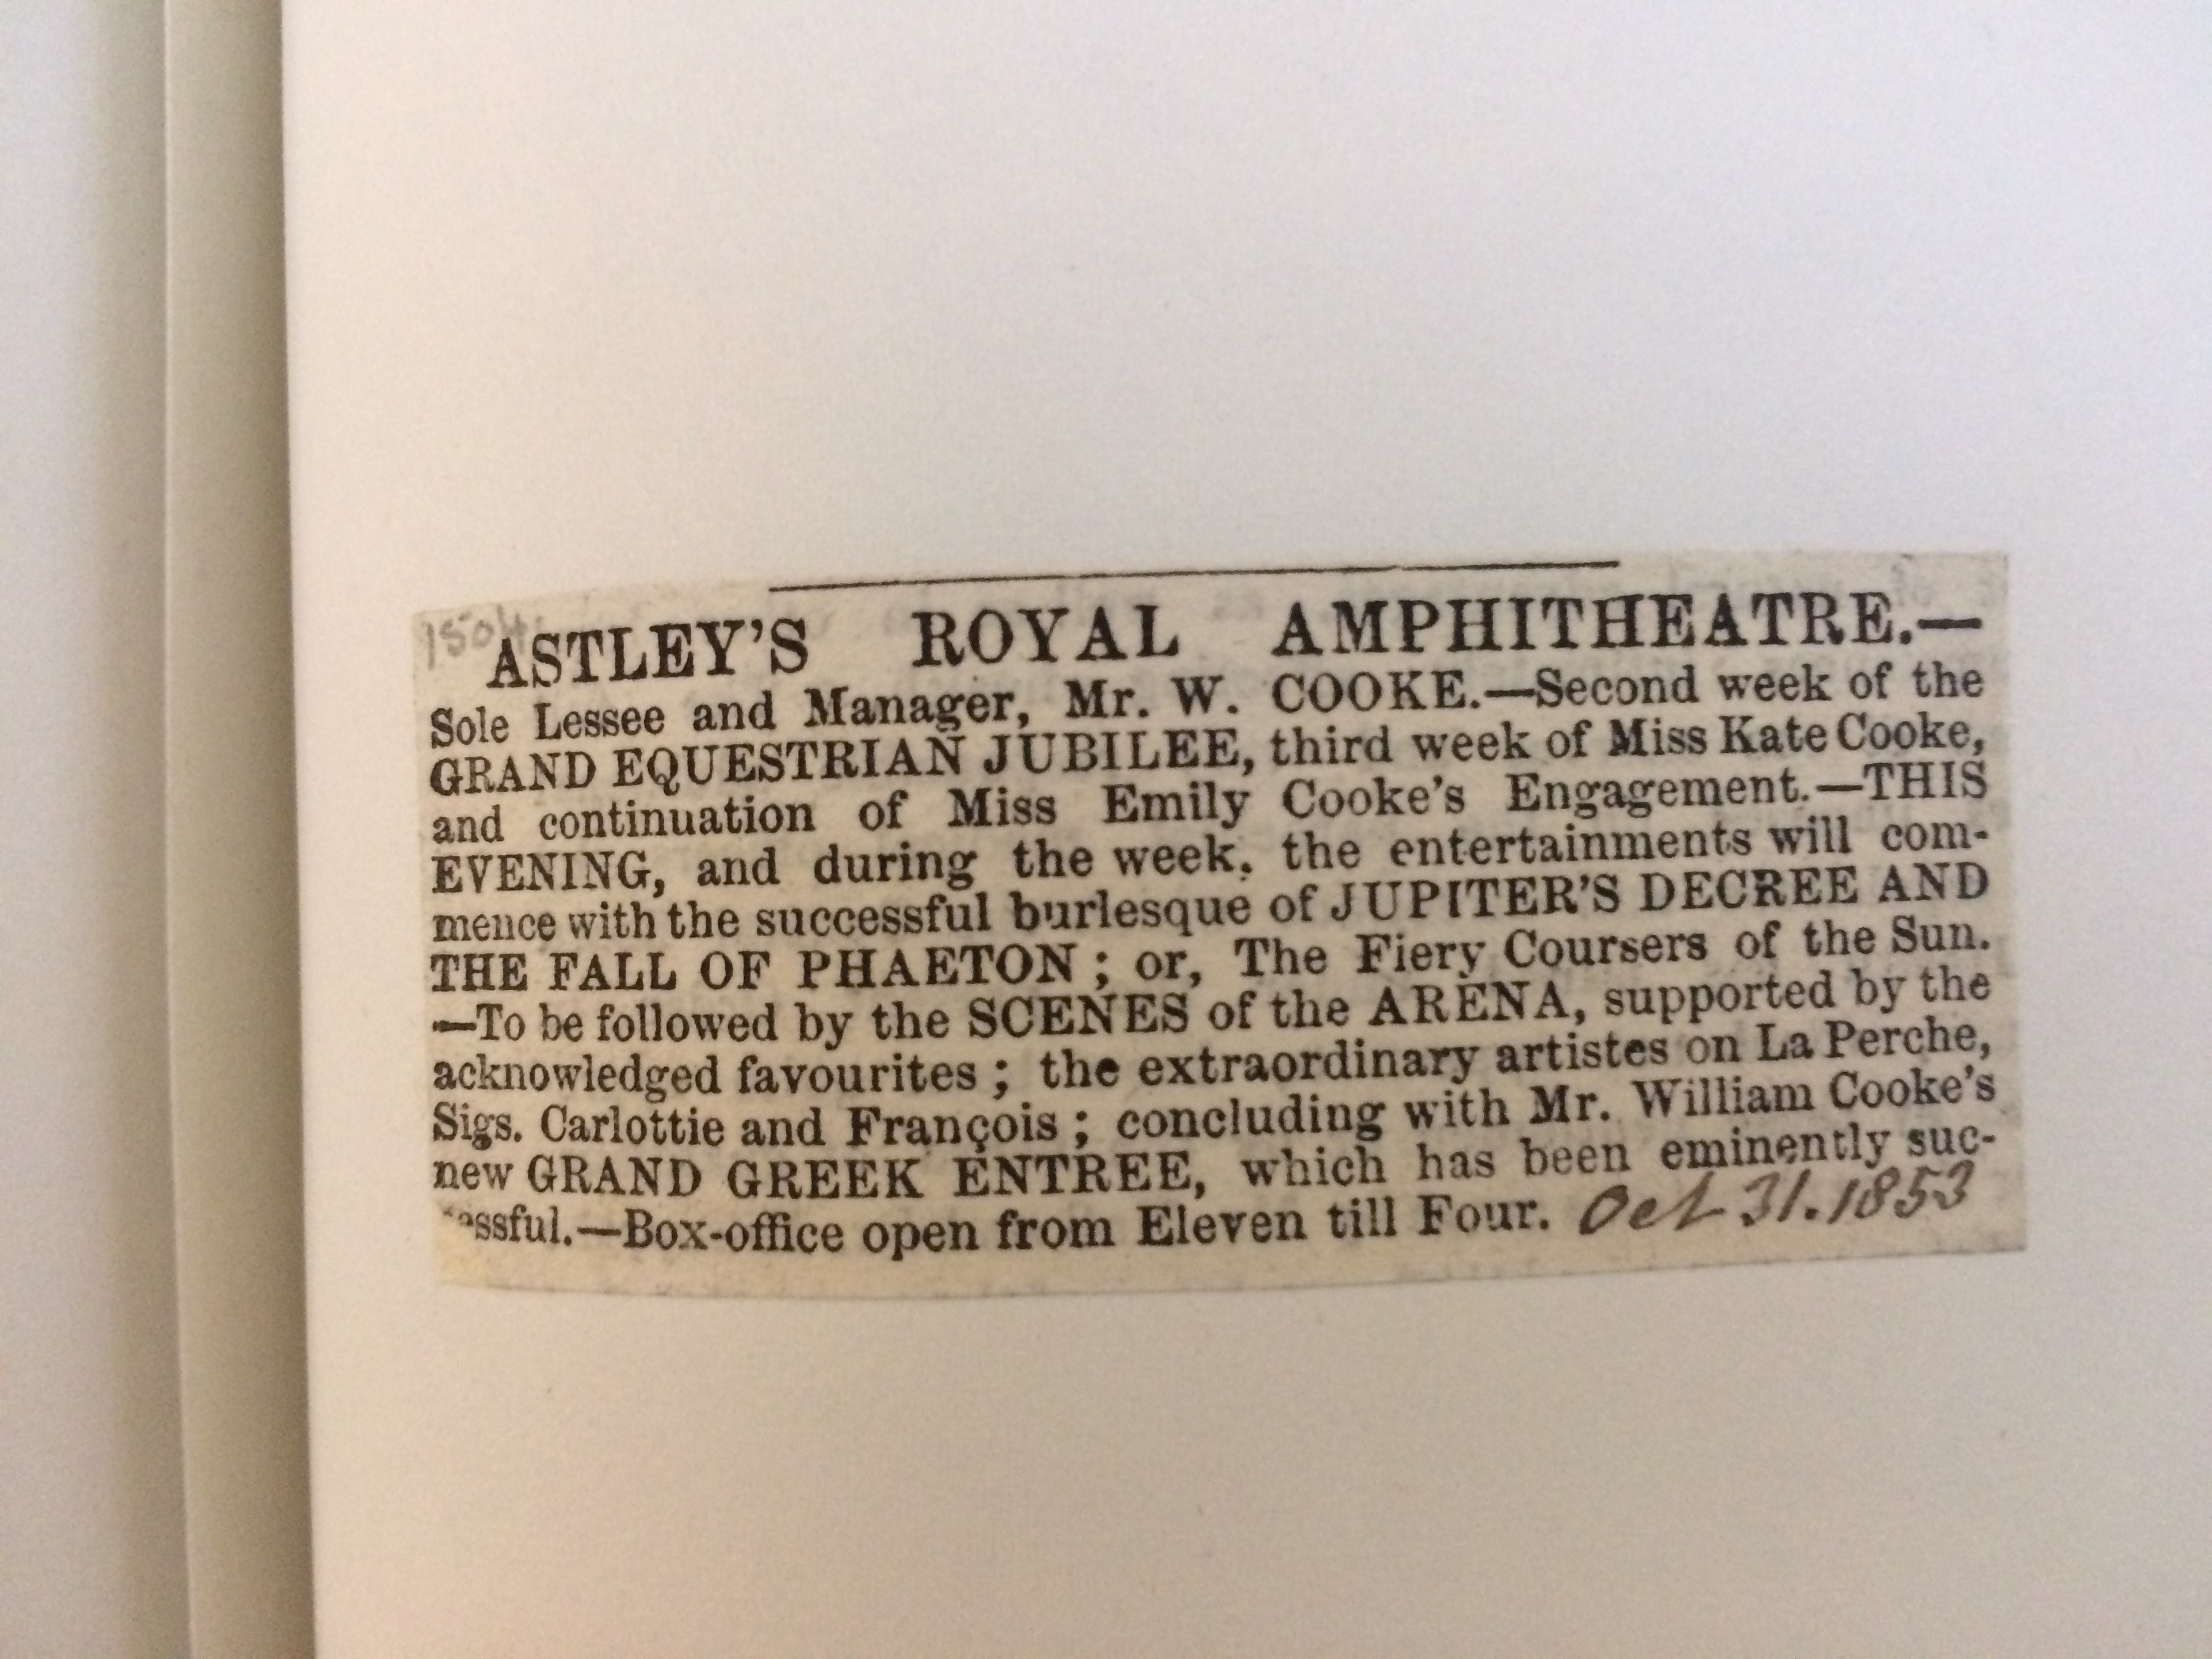 ASTLEY'S ROYAL AMPHITHEATRE.—
Sole Lessee and Manager, Mr. W. COOKE.—Second week of the
GRAND EQUESTRIAN JUBILEE, third week of Miss Kate Cooke,
and continuation of Miss Emily Cooke's Engagement.—THIS
EVENING, and during the week, the entertainments will com-
mence with the successful burlesque of JUPITER'S DECREE AND
THE FALL OF PHAETON; or, The Fiery Coursers of the Sun.
—To be followed by the SCENES of the ARENA, supported by the
acknowledged favourites; the extraordinary artistes on La Perche,
Sigs. Carlottie and François; concluding with Mr. William Cooke's
new GRAND GREEK ENTREE, which has been eminently suc-
cessful.—Box-office open from Eleven till Four. Oct 31. 1853